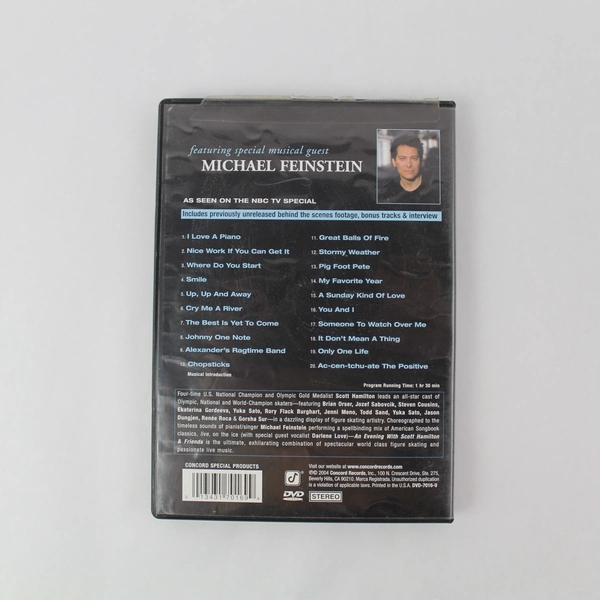 featuring special musical guest
MICHAEL FEINSTEIN
AS SEEN ON THE NBC TV SPECIAL
Includes previously unreleased behind the scenes footage, bonus tracks & interview
1. I Love A Piano
2. Nice Work If You Can Get It
3. Where Do You Start
4. Smile
5. Up, Up And Away
6. Cry Me A River
7. The Best Is Yet To Come
8. Johnny One Note
9. Alexander's Ragtime Band
10. Chopsticks
Musical Introduction
11. Great Balls Of Fire
12. Stormy Weather
13. Pig Foot Pete
14. My Favorite Year
15. A Sunday Kind Of Love
16. You And I
17. Someone To Watch Over Me
18. It Don't Mean A Thing
19. Only One Life
20. Ac-cen-tchu-ate The Positive
Program Running Time: 1 hr 30 min
Four-time U.S. National Champion and Olympic Gold Medalist Scott Hamilton leads an all-star cast of
Olympic, National and World-Champion skaters—featuring Brian Orser, Jozef Sabovcik, Steven Cousins,
Ekaterina Gordeeva, Yuka Sato, Rory Flack Burghart, Jenni Meno, Todd Sand, Yuka Sato, Jason
Dungjen, Renée Roca & Gorsha Sur—in a dazzling display of figure skating artistry. Choreographed to the
timeless sounds of pianist/singer Michael Feinstein performing a spellbinding mix of American Songbook
classics, live, on the ice (with special guest vocalist Darlene Love)—An Evening With Scott Hamilton
& Friends is the ultimate, exhilarating combination of spectacular world class figure skating and
passionate live music.
CONCORD SPECIAL PRODUCTS
0 13431 70169 
DVD
STEREO
Visit our website at www.concordrecords.com
©℗ 2004 Concord Records, Inc., 100 N. Crescent Drive, Ste. 275,
Beverly Hills, CA 90210. Marca Registrada. Unauthorized duplication
is a violation of applicable laws. Printed in the U.S.A. DVD-7016-9